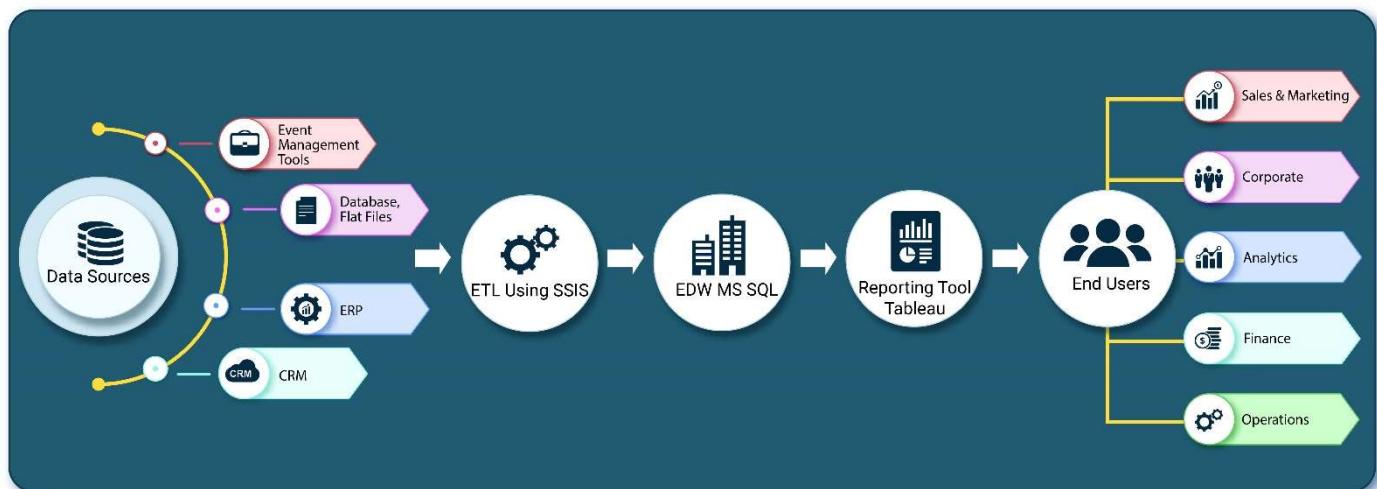 Data Sources
Event
Management
Tools
Database,
Flat Files
ERP
CRM
CRM
ETL Using SSIS
EDW MS SQL
Reporting Tool
Tableau
End Users
Sales & Marketing
Corporate
Analytics
Finance
Operations